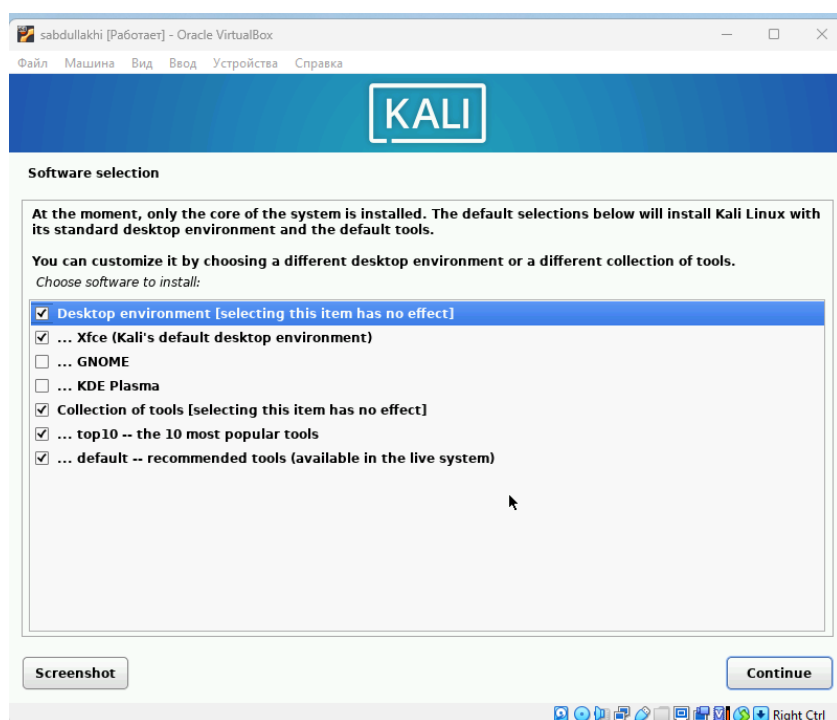 sabdullakhi [Работает] - Oracle VirtualBox
Файл Машина Вид Ввод Устройства Справка
KALI
Software selection
At the moment, only the core of the system is installed. The default selections below will install Kali Linux with
its standard desktop environment and the default tools.
You can customize it by choosing a different desktop environment or a different collection of tools.
Choose software to install:
Desktop environment [selecting this item has no effect]
... Xfce (Kali's default desktop environment)
... GNOME
... KDE Plasma
Collection of tools [selecting this item has no effect]
... top10 -- the 10 most popular tools
... default -- recommended tools (available in the live system)
Screenshot
Continue
Right Ctrl